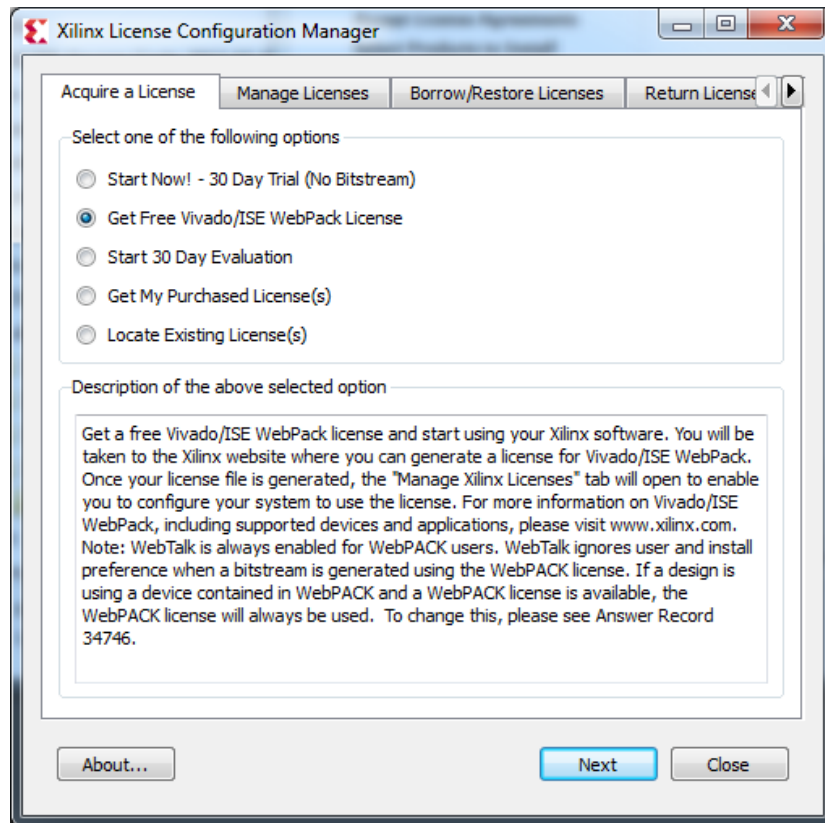 Xilinx License Configuration Manager
Acquire a License
Manage Licenses
Borrow/Restore Licenses
Return License
Select one of the following options
Start Now! - 30 Day Trial (No Bitstream)
Get Free Vivado/ISE WebPack License
Start 30 Day Evaluation
Get My Purchased License(s)
Locate Existing License(s)
Description of the above selected option
Get a free Vivado/ISE WebPack license and start using your Xilinx software. You will be
taken to the Xilinx website where you can generate a license for Vivado/ISE WebPack.
Once your license file is generated, the "Manage Xilinx Licenses" tab will open to enable
you to configure your system to use the license. For more information on Vivado/ISE
WebPack, including supported devices and applications, please visit www.xilinx.com.
Note: WebTalk is always enabled for WebPACK users. WebTalk ignores user and install
preference when a bitstream is generated using the WebPACK license. If a design is
using a device contained in WebPACK and a WebPACK license is available, the
WebPACK license will always be used.  To change this, please see Answer Record
34746.
About...
Next
Close